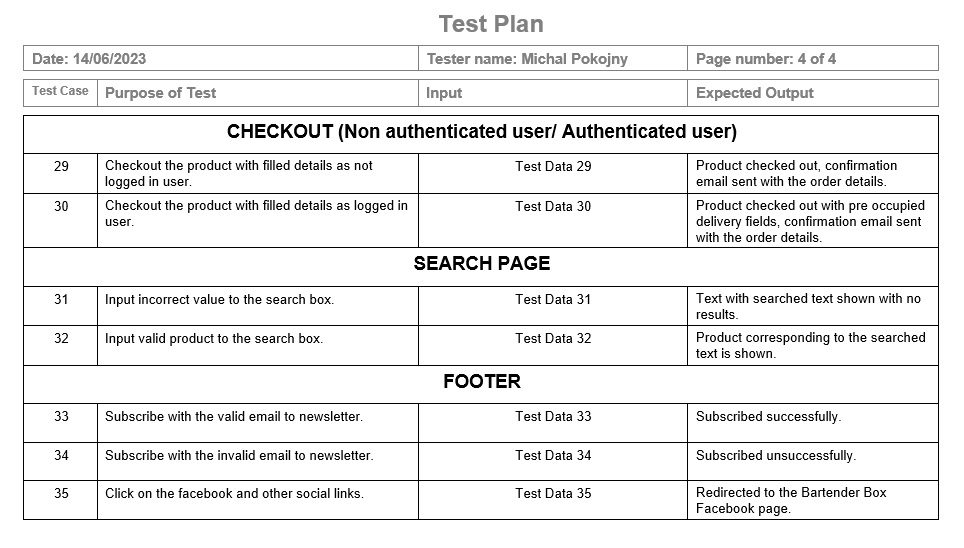 Test Plan
Date: 14/06/2023 Tester name: Michal Pokojny Page number: 4 of 4
Test Case Purpose of Test Input Expected Output
CHECKOUT (Non authenticated user/ Authenticated user)
29 Checkout the product with filled details as not Test Data 29 Product checked out, confirmation
logged in user. email sent with the order details.
30 Checkout the product with filled details as logged in Test Data 30 Product checked out with pre occupied
user. delivery fields, confirmation email sent
with the order details.
SEARCH PAGE
31 Input incorrect value to the search box. Test Data 31 Text with searched text shown with no
results.
32 Input valid product to the search box. Test Data 32 Product corresponding to the searched
text is shown.
FOOTER
33 Subscribe with the valid email to newsletter. Test Data 33 Subscribed successfully.
34 Subscribe with the invalid email to newsletter. Test Data 34 Subscribed unsuccessfully.
35 Click on the facebook and other social links. Test Data 35 Redirected to the Bartender Box
Facebook page.